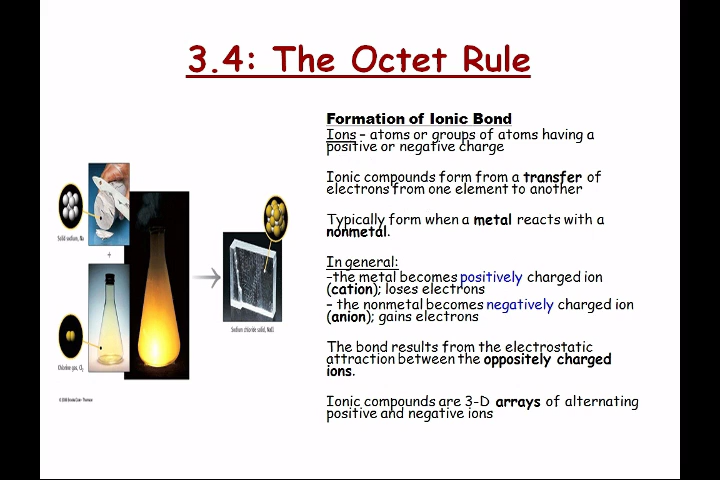 3.4: The Octet Rule
Formation of Ionic Bond
Ions – atoms or groups of atoms having a
positive or negative charge
Ionic compounds form from a transfer of
electrons from one element to another
Typically form when a metal reacts with a
nonmetal.
In general:
-the metal becomes positively charged ion
(cation); loses electrons
- the nonmetal becomes negatively charged ion
(anion); gains electrons
The bond results from the electrostatic
attraction between the oppositely charged
ions.
Ionic compounds are 3-D arrays of alternating
positive and negative ions
Solid sodium, Na
+
Chlorine gas, Cl2
Sodium chloride solid, NaCl